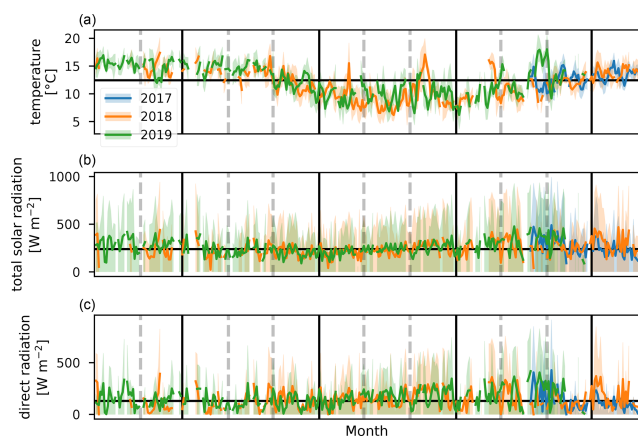 (a)
20
15
10
5
temperature
[°C]
2017
2018
2019
(b)
1000
500
0
total solar radiation
[W m⁻²]
(c)
500
0
direct radiation
[W m⁻²]
Month